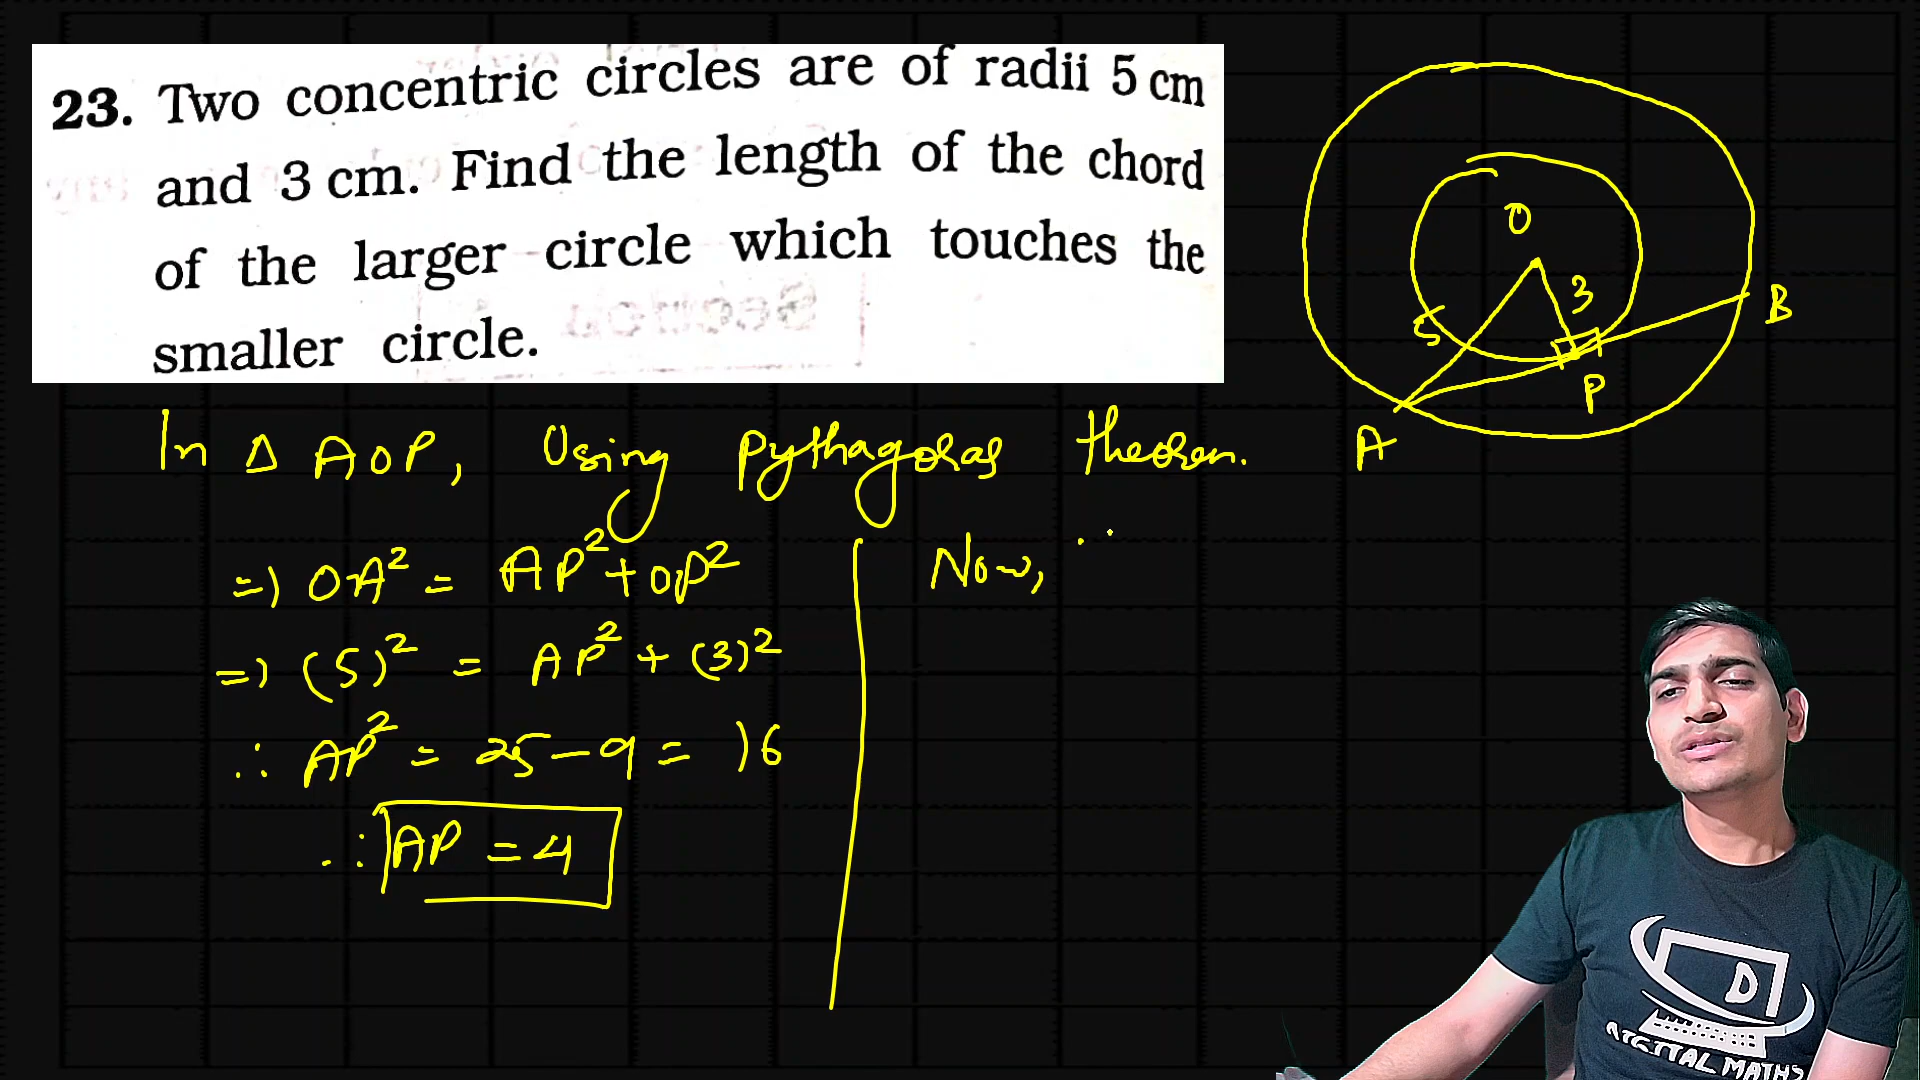 23. Two concentric circles are of radii 5 cm
and 3 cm. Find the length of the chord
of the larger circle which touches the
smaller circle.
O
3
5
B
P
A
In Δ AOP, Using Pythagoras theorem.
=) OA² = AP² + OP²
=) (5)² = AP² + (3)²
∴ AP² = 25 - 9 = 16
∴ AP = 4
Now,
D
DIGITAL MATHS